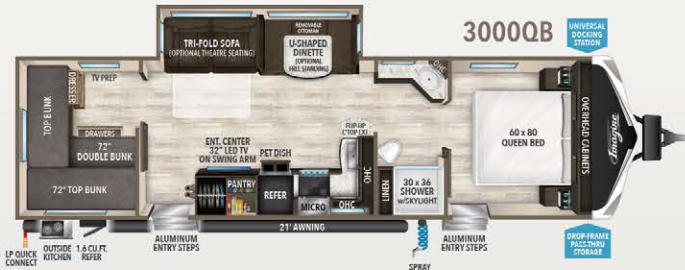 3000QB
UNIVERSAL
DOCKING
STATION
TRI-FOLD SOFA
(OPTIONAL THEATRE SEATING)
REMOVABLE
OTTOMAN
U-SHAPED
DINETTE
(OPTIONAL
FREE STANDING)
TV PREP
DRESSER
TOP BUNK
DRAWERS
72"
DOUBLE BUNK
72" TOP BUNK
ENT. CENTER
32" LED TV
ON SWING ARM
PET DISH
PANTRY
REFER
MICRO
FLIP-UP
C'TOP EXT
OHC
OHC
OHC
LINEN
30 x 36
SHOWER
w/SKYLIGHT
60 x 80
QUEEN BED
OVERHEAD CABINETS
Imagine
21' AWNING
LP QUICK
CONNECT
OUTSIDE
KITCHEN
1.6 CU.FT.
REFER
ALUMINUM
ENTRY STEPS
SPRAY
ALUMINUM
ENTRY STEPS
DROP-FRAME
PASS-THRU
STORAGE